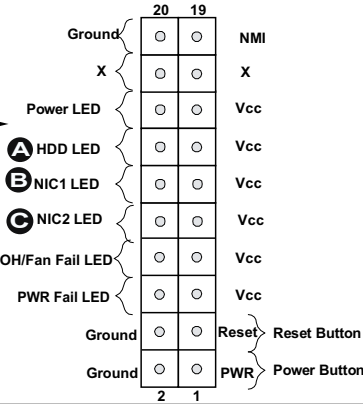 20 19
Ground NMI
X X
Power LED Vcc
A HDD LED Vcc
B NIC1 LED Vcc
C NIC2 LED Vcc
OH/Fan Fail LED Vcc
PWR Fail LED Vcc
Ground Reset Reset Button
Ground PWR Power Button
2 1